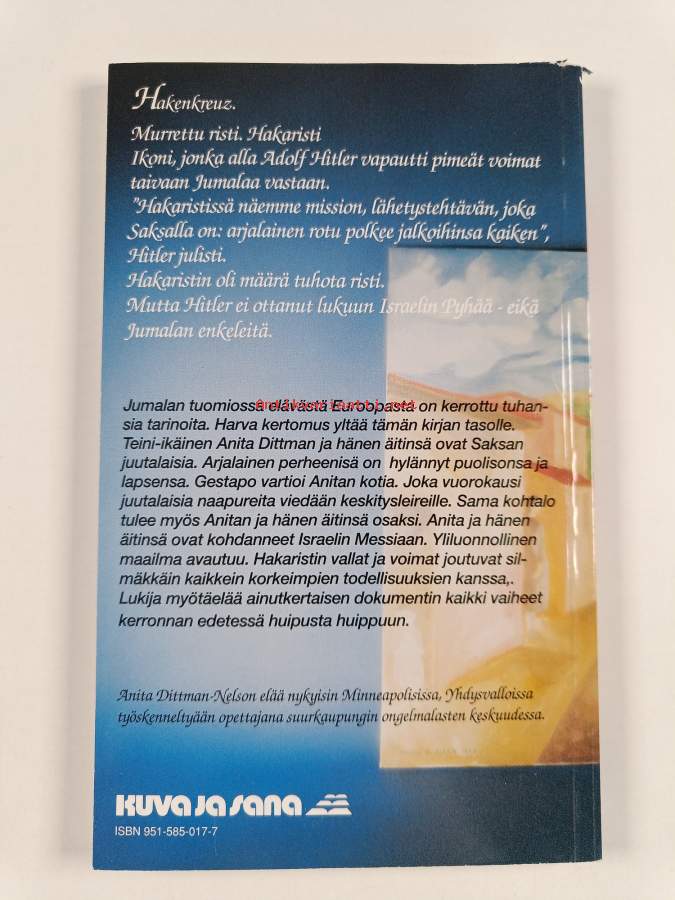 Hakenkreuz.
Murrettu risti. Hakaristi
Ikoni, jonka alla Adolf Hitler vapautti pimeät voimat
taivaan Jumalaa vastaan.
"Hakaristissä näemme mission, lähetystehtävän, joka
Saksalla on: arjalainen rotu polkee jalkoihinsa kaiken",
Hitler julisti.
Hakaristin oli määrä tuhota risti.
Mutta Hitler ei ottanut lukuun Israelin Pyhää - eikä
Jumalan enkeleitä.
Jumalan tuomiossa elävästä Euroopasta on kerrottu tuhan-
sia tarinoita. Harva kertomus yltää tämän kirjan tasolle.
Teini-ikäinen Anita Dittman ja hänen äitinsä ovat Saksan
juutalaisia. Arjalainen perheenisä on hylännyt puolisonsa ja
lapsensa. Gestapo vartioi Anitan kotia. Joka vuorokausi
juutalaisia naapureita viedään keskitysleireille. Sama kohtalo
tulee myös Anitan ja hänen äitinsä osaksi. Anita ja hänen
äitinsä ovat kohdanneet Israelin Messiaan. Yliluonnollinen
maailma avautuu. Hakaristin vallat ja voimat joutuvat sil-
mäkkäin kaikkein korkeimpien todellisuuksien kanssa,.
Lukija myötäelää ainutkertaisen dokumentin kaikki vaiheet
kerronnan edetessä huipusta huippuun.
Anita Dittman-Nelson elää nykyisin Minneapolisissa, Yhdysvalloissa
työskenneltyään opettajana suurkaupungin ongelmalasten keskuudessa.
KUVA JA SANA
ISBN 951-585-017-7
Antikvariaatti.net